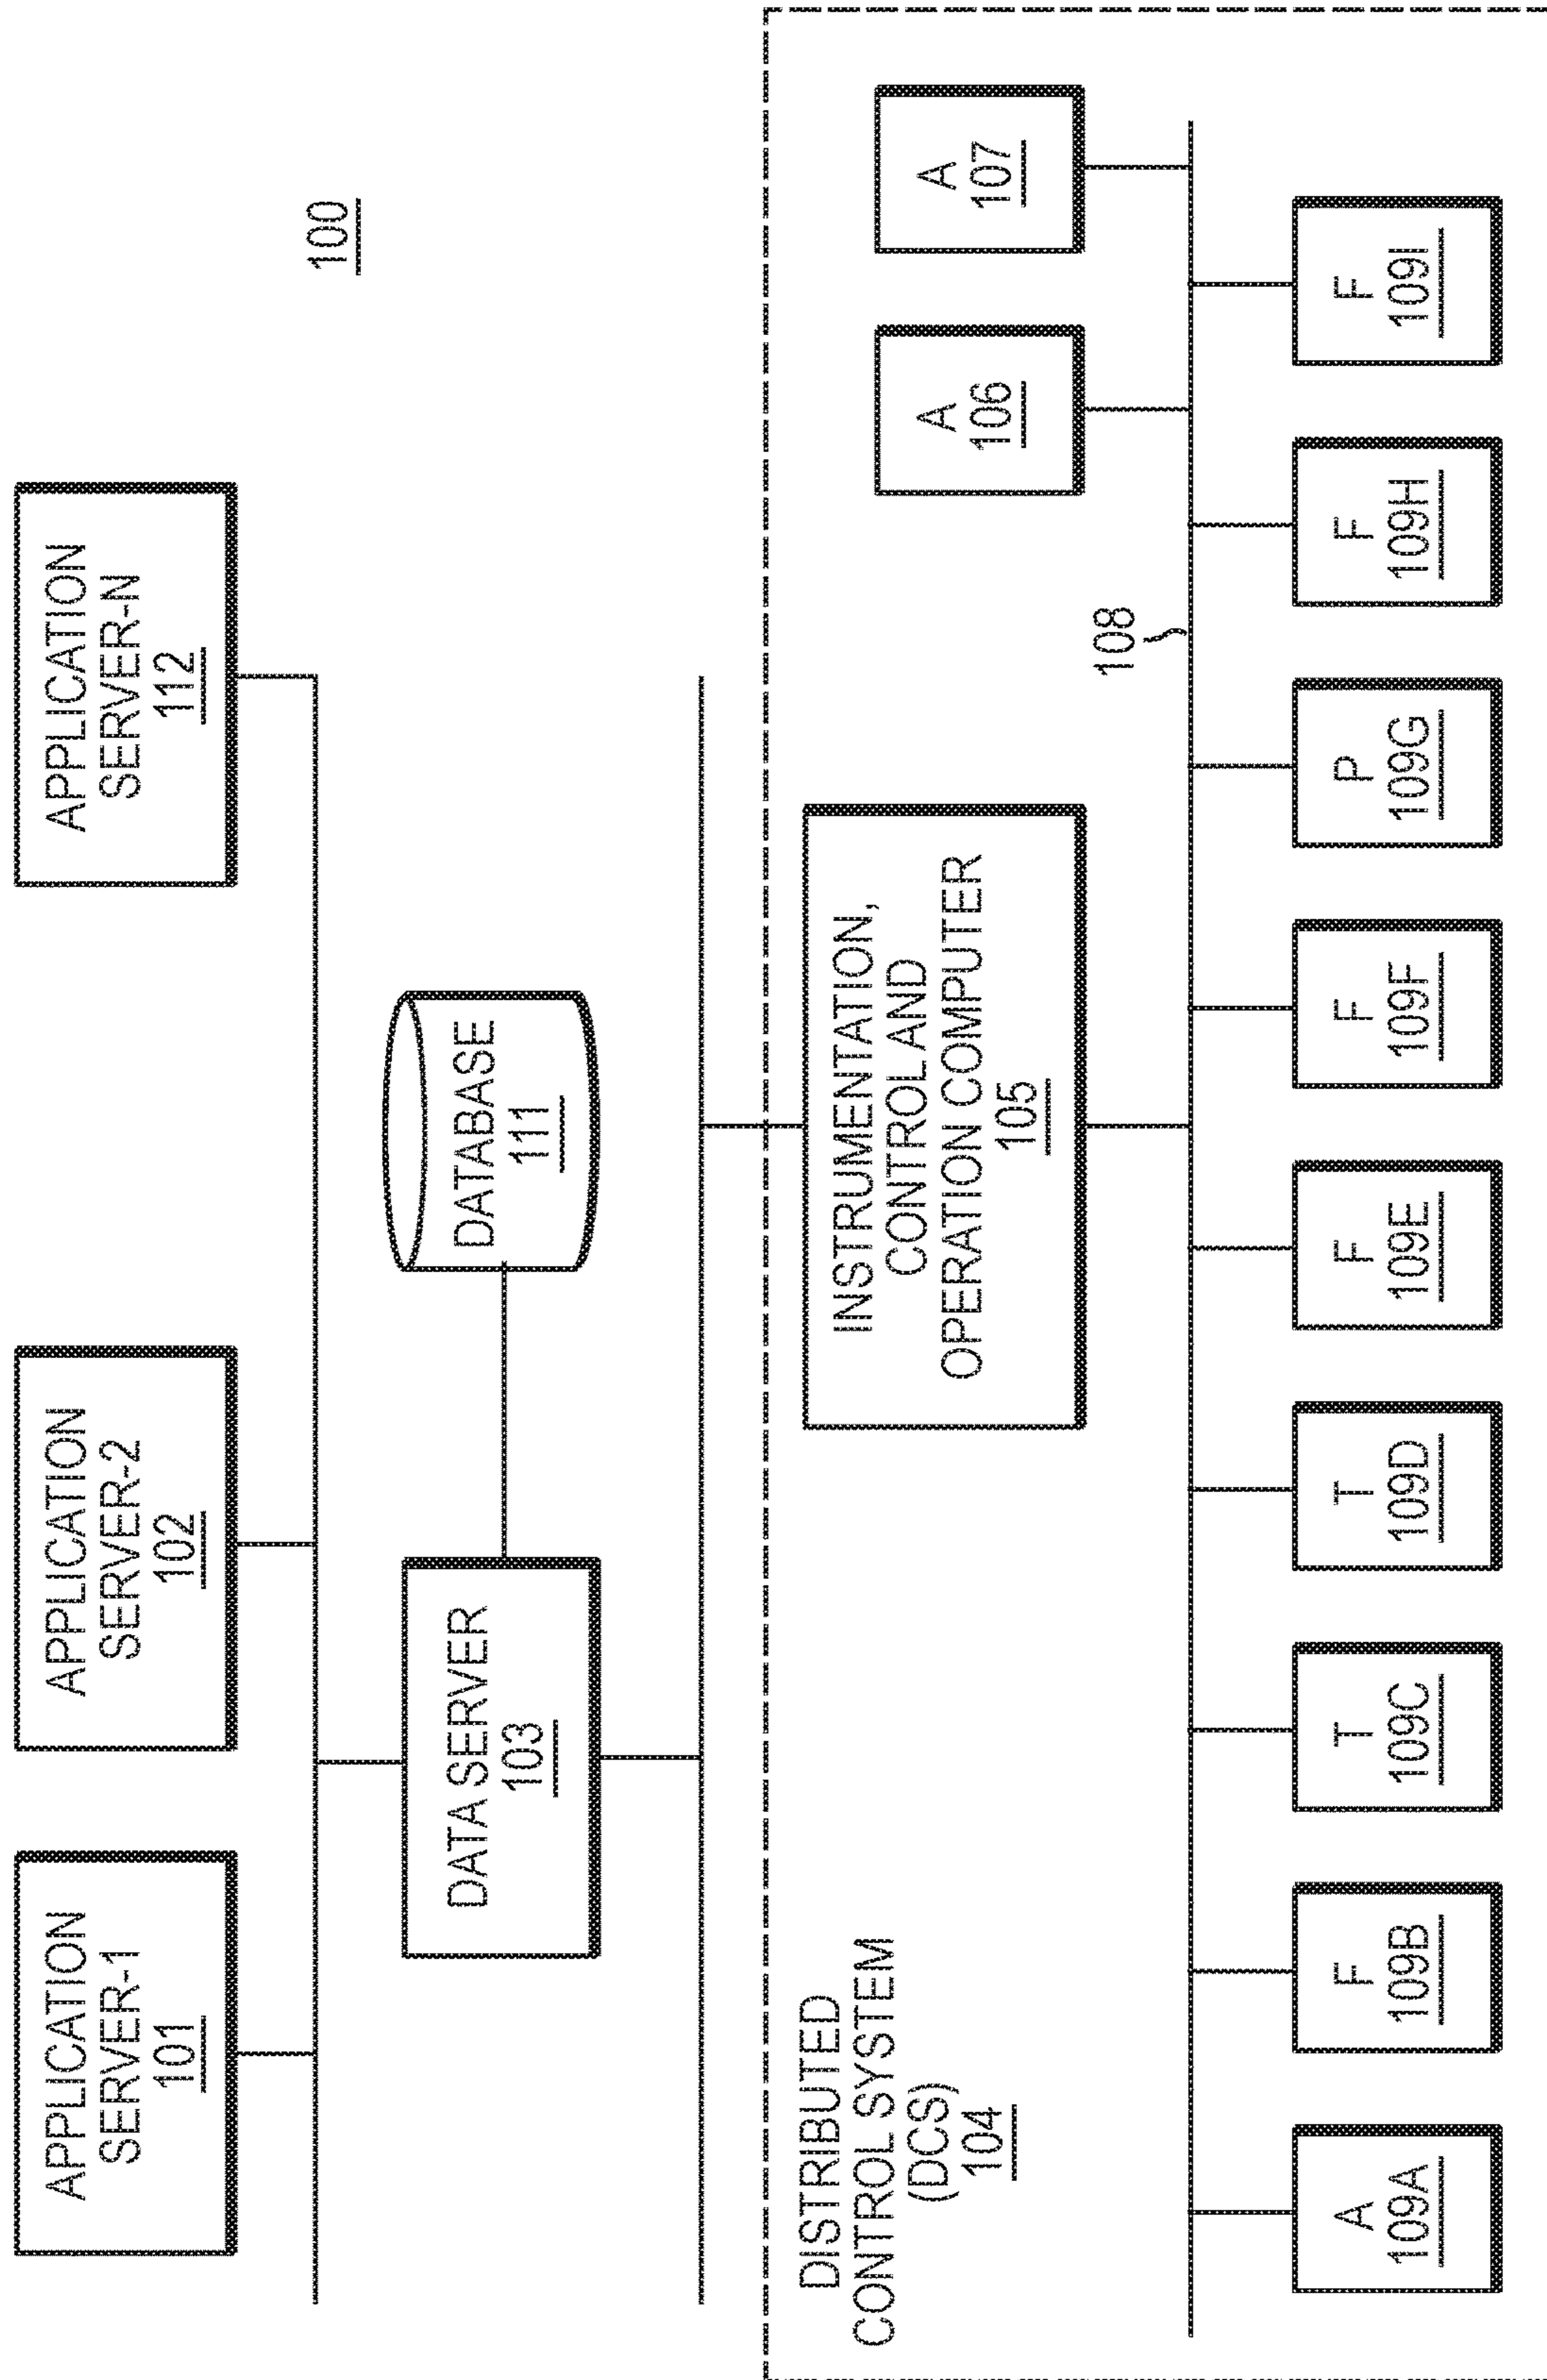 100
APPLICATION
SERVER-1
101
APPLICATION
SERVER-2
102
APPLICATION
SERVER-N
112
DATA SERVER
103
DATABASE
111
DISTRIBUTED
CONTROL SYSTEM
(DCS)
104
INSTRUMENTATION,
CONTROL AND
OPERATION COMPUTER
105
A
106
A
107
108
A
109A
F
109B
T
109C
T
109D
F
109E
F
109F
P
109G
F
109H
F
109I